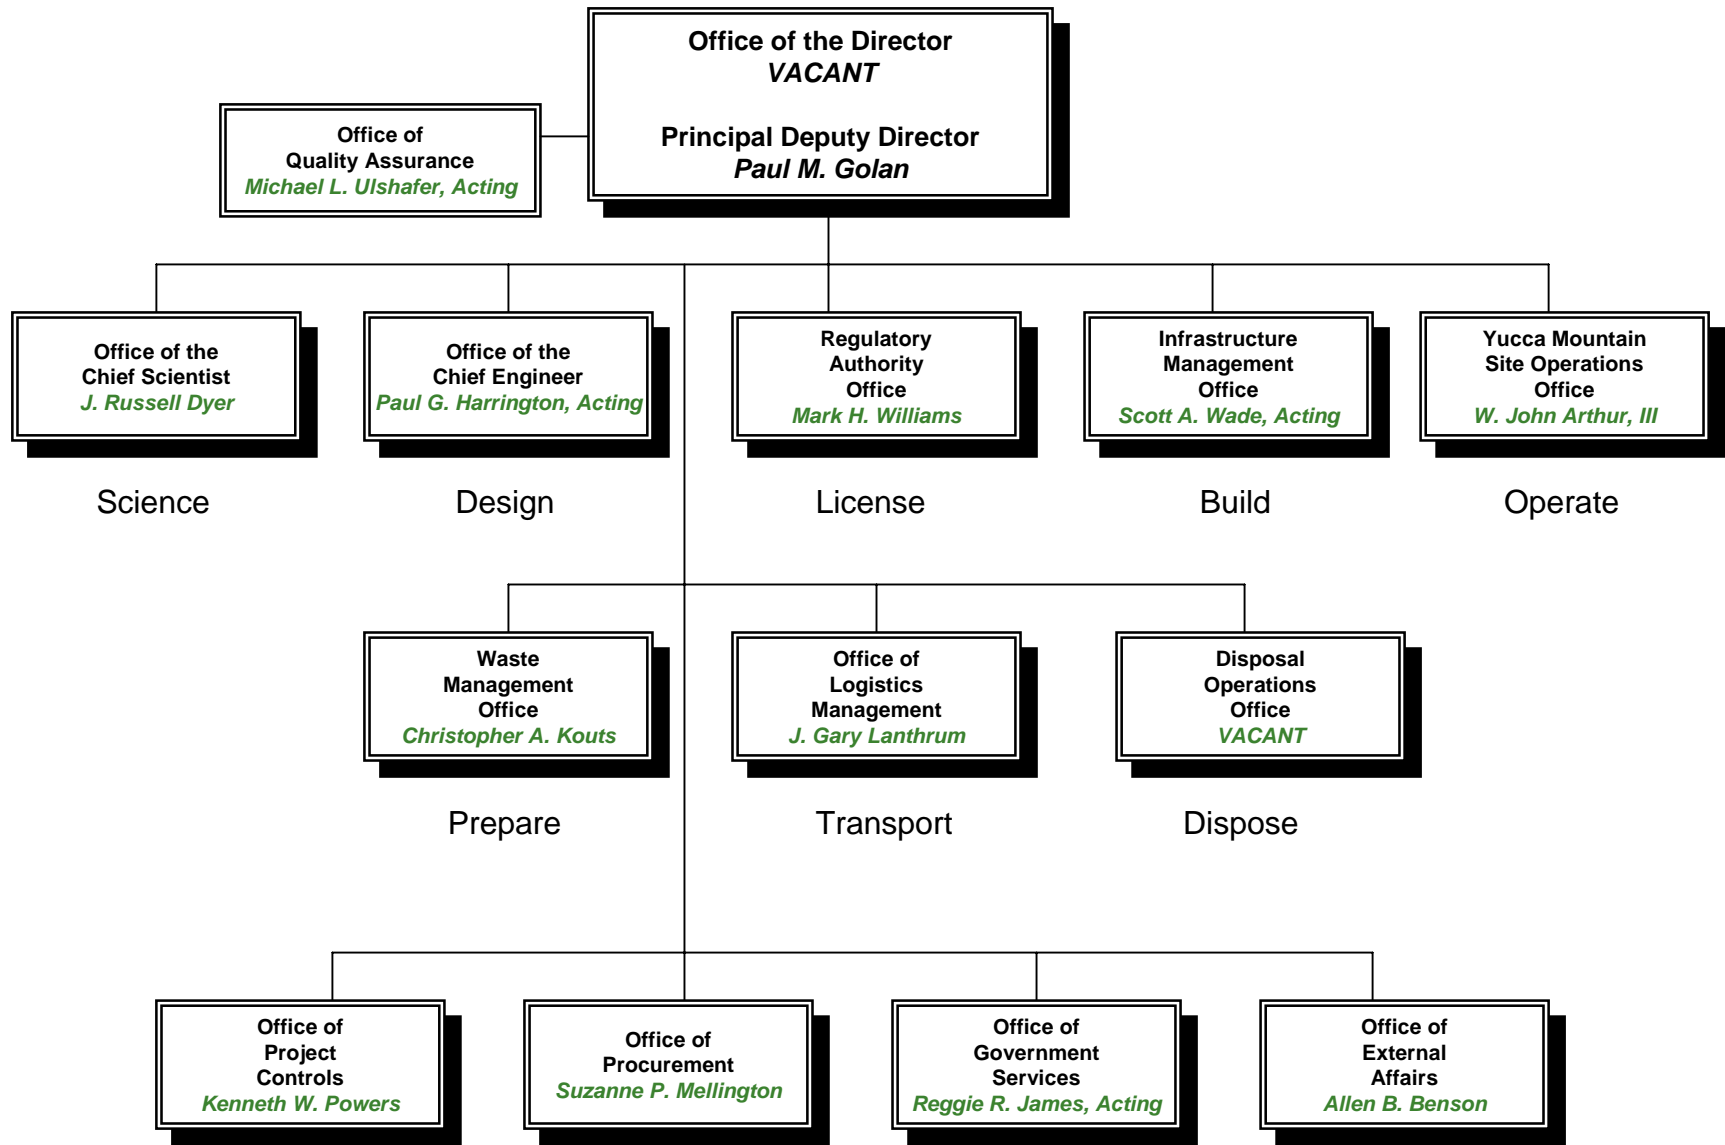 Office of the Director
VACANT
Principal Deputy Director
Paul M. Golan
Office of
Quality Assurance
Michael L. Ulshafer, Acting
Office of the
Chief Scientist
J. Russell Dyer
Office of the
Chief Engineer
Paul G. Harrington, Acting
Regulatory
Authority
Office
Mark H. Williams
Infrastructure
Management
Office
Scott A. Wade, Acting
Yucca Mountain
Site Operations
Office
W. John Arthur, III
Science
Design
License
Build
Operate
Waste
Management
Office
Christopher A. Kouts
Office of
Logistics
Management
J. Gary Lanthrum
Disposal
Operations
Office
VACANT
Prepare
Transport
Dispose
Office of
Project
Controls
Kenneth W. Powers
Office of
Procurement
Suzanne P. Mellington
Office of
Government
Services
Reggie R. James, Acting
Office of
External
Affairs
Allen B. Benson